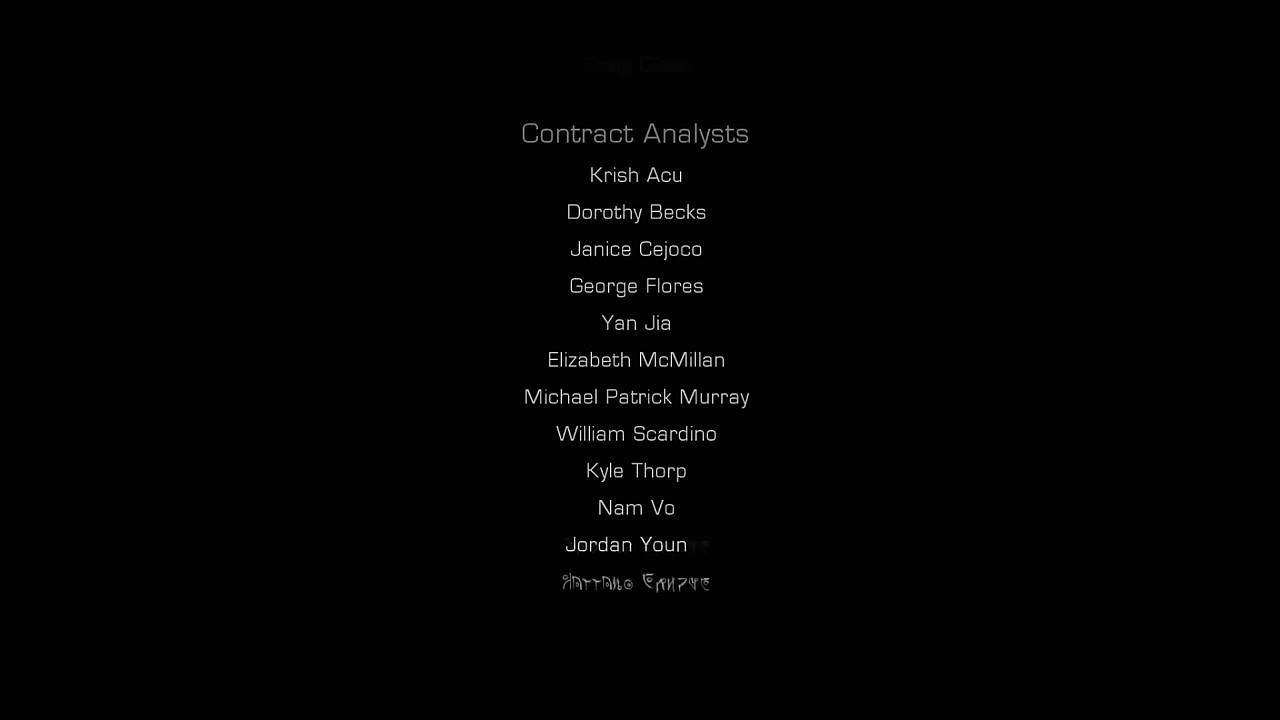 Contract Analysts
Krish Acu
Dorothy Becks
Janice Cejoco
George Flores
Yan Jia
Elizabeth McMillan
Michael Patrick Murray
William Scardino
Kyle Thorp
Nam Vo
Jordan Youn